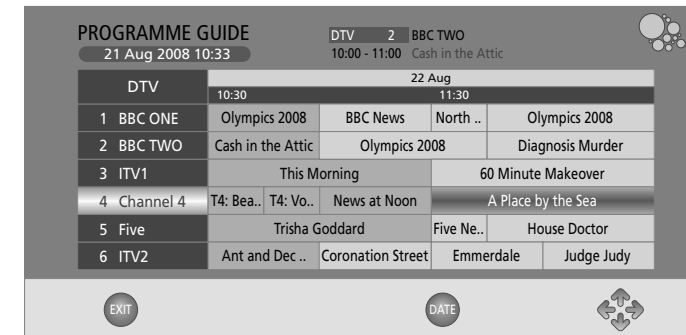 PROGRAMME GUIDE
21 Aug 2008 10:33
DTV 2 BBC TWO
10:00 - 11:00 Cash in the Attic
DTV
22 Aug
10:30 11:30
1 BBC ONE Olympics 2008 BBC News North .. Olympics 2008
2 BBC TWO Cash in the Attic Olympics 2008 Diagnosis Murder
3 ITV1 This Morning 60 Minute Makeover
4 Channel 4 T4: Bea.. T4: Vo.. News at Noon A Place by the Sea
5 Five Trisha Goddard Five Ne.. House Doctor
6 ITV2 Ant and Dec .. Coronation Street Emmerdale Judge Judy
EXIT DATE